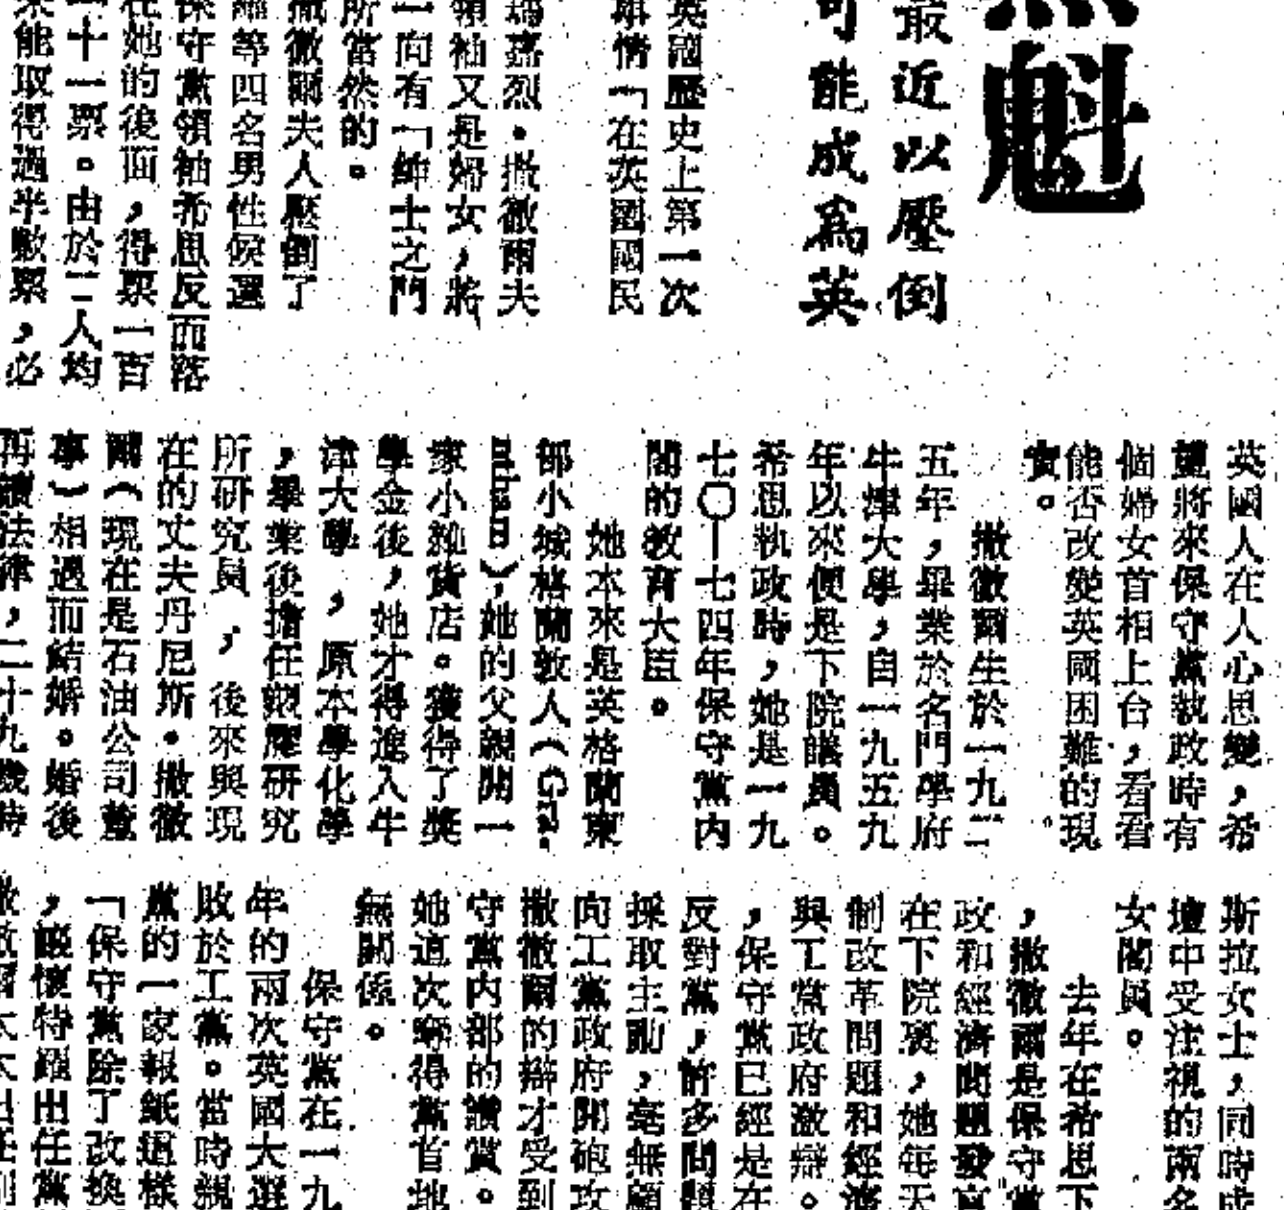 魁
最近以壓倒
可能成爲英
英國歷史上第一次
雄情「在英國國民
瑪嘉烈・撒徹爾夫
領袖又是婦女，將
一向有「紳士之門
所當然的。
撒徹爾夫人壓倒了
羅等四名男性候選
保守黨領袖希思反而落
在她的後面，得票一百
十一票。由於二人均
未能取得過半數票，必
英國人在人心思變，希
望將來保守黨執政時有
個婦女首相上台，看看
能否改變英國困難的現
實。
撒徹爾生於一九二
五年，畢業於名門學府
牛津大學，自一九五九
年以來便是下院議員。
希思執政時，她是一九
七〇—七四年保守黨內
閣的教育大臣。
她本來是英格蘭東
部小城格蘭敦人（Gra-
），她的父親開一
家小雜貨店。獲得了獎
學金後，她才得進入牛
津大學，原本學化學
，畢業後擔任輻耀研究
所研究員，後來與現
在的丈夫丹尼斯・撒徹
爾（現在是石油公司董
事）相遇而結婚。婚後
再讀法律，二十九歲時
斯拉女士，同時成
壇中受注視的兩名
女閣員。
去年在希思下
，撒徹爾是保守黨
政和經濟問題發言
在下院裏，她每天
制改革問題和經濟
與工黨政府激辯。
，保守黨已經是在
反對黨，許多問題
採取主動，毫無顧
向工黨政府開砲攻
撒徹爾的辯才受到
守黨內部的讚賞。
她這次奪得黨首地
無關係。
保守黨在一九
年的兩次英國大選
敗於工黨。當時親
黨的一家報紙這樣
「保守黨除了改換
，緬懷特羅出任黨